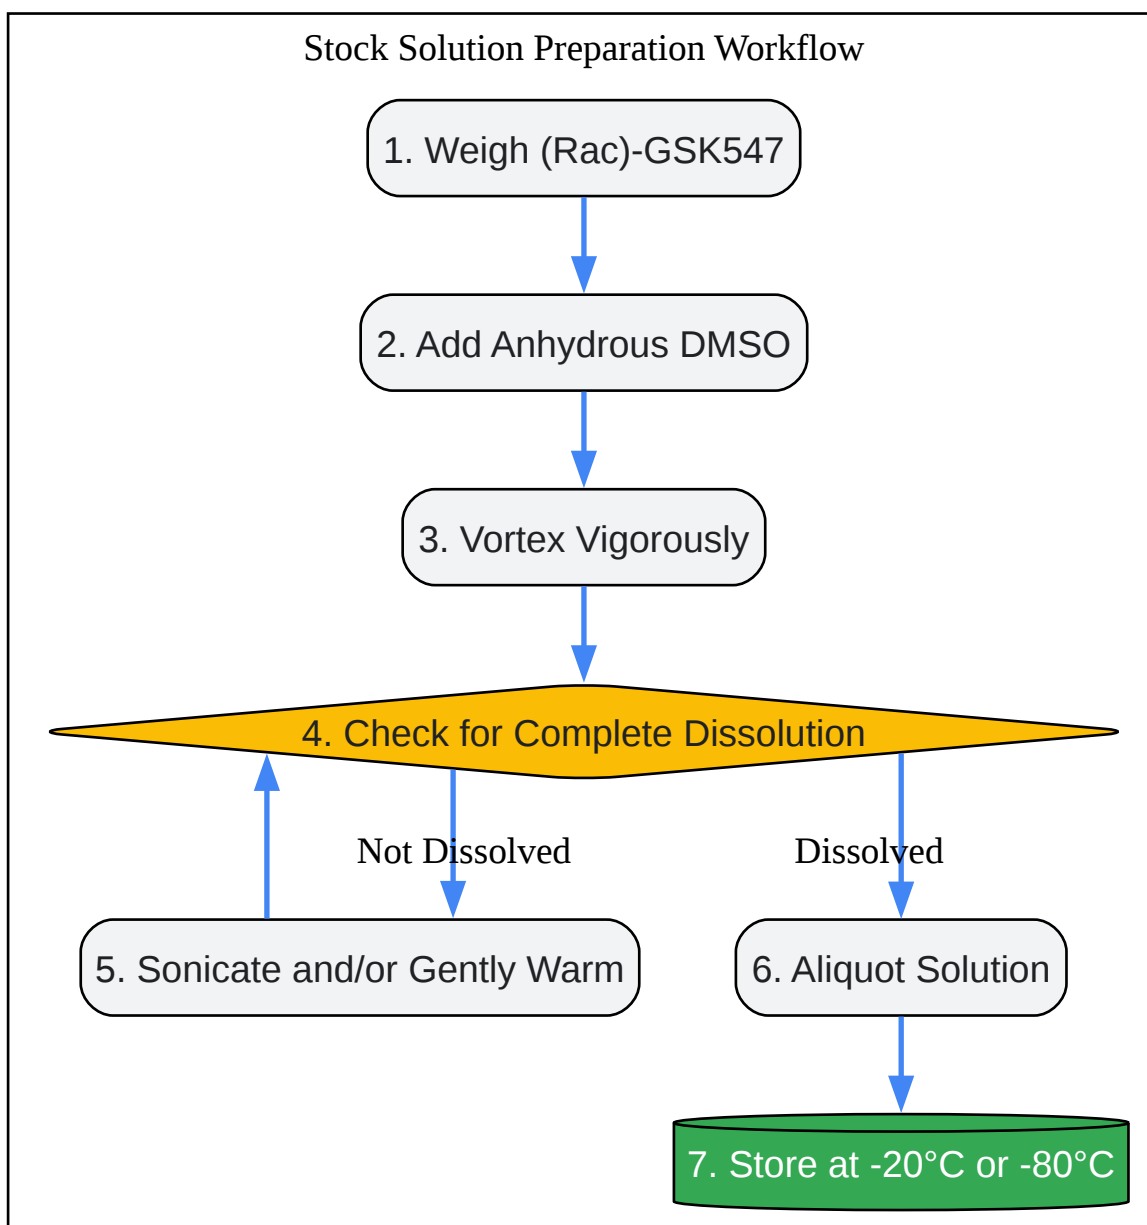 Stock Solution Preparation Workflow
1. Weigh (Rac)-GSK547
2. Add Anhydrous DMSO
3. Vortex Vigorously
4. Check for Complete Dissolution
Not Dissolved
Dissolved
5. Sonicate and/or Gently Warm
6. Aliquot Solution
7. Store at -20°C or -80°C